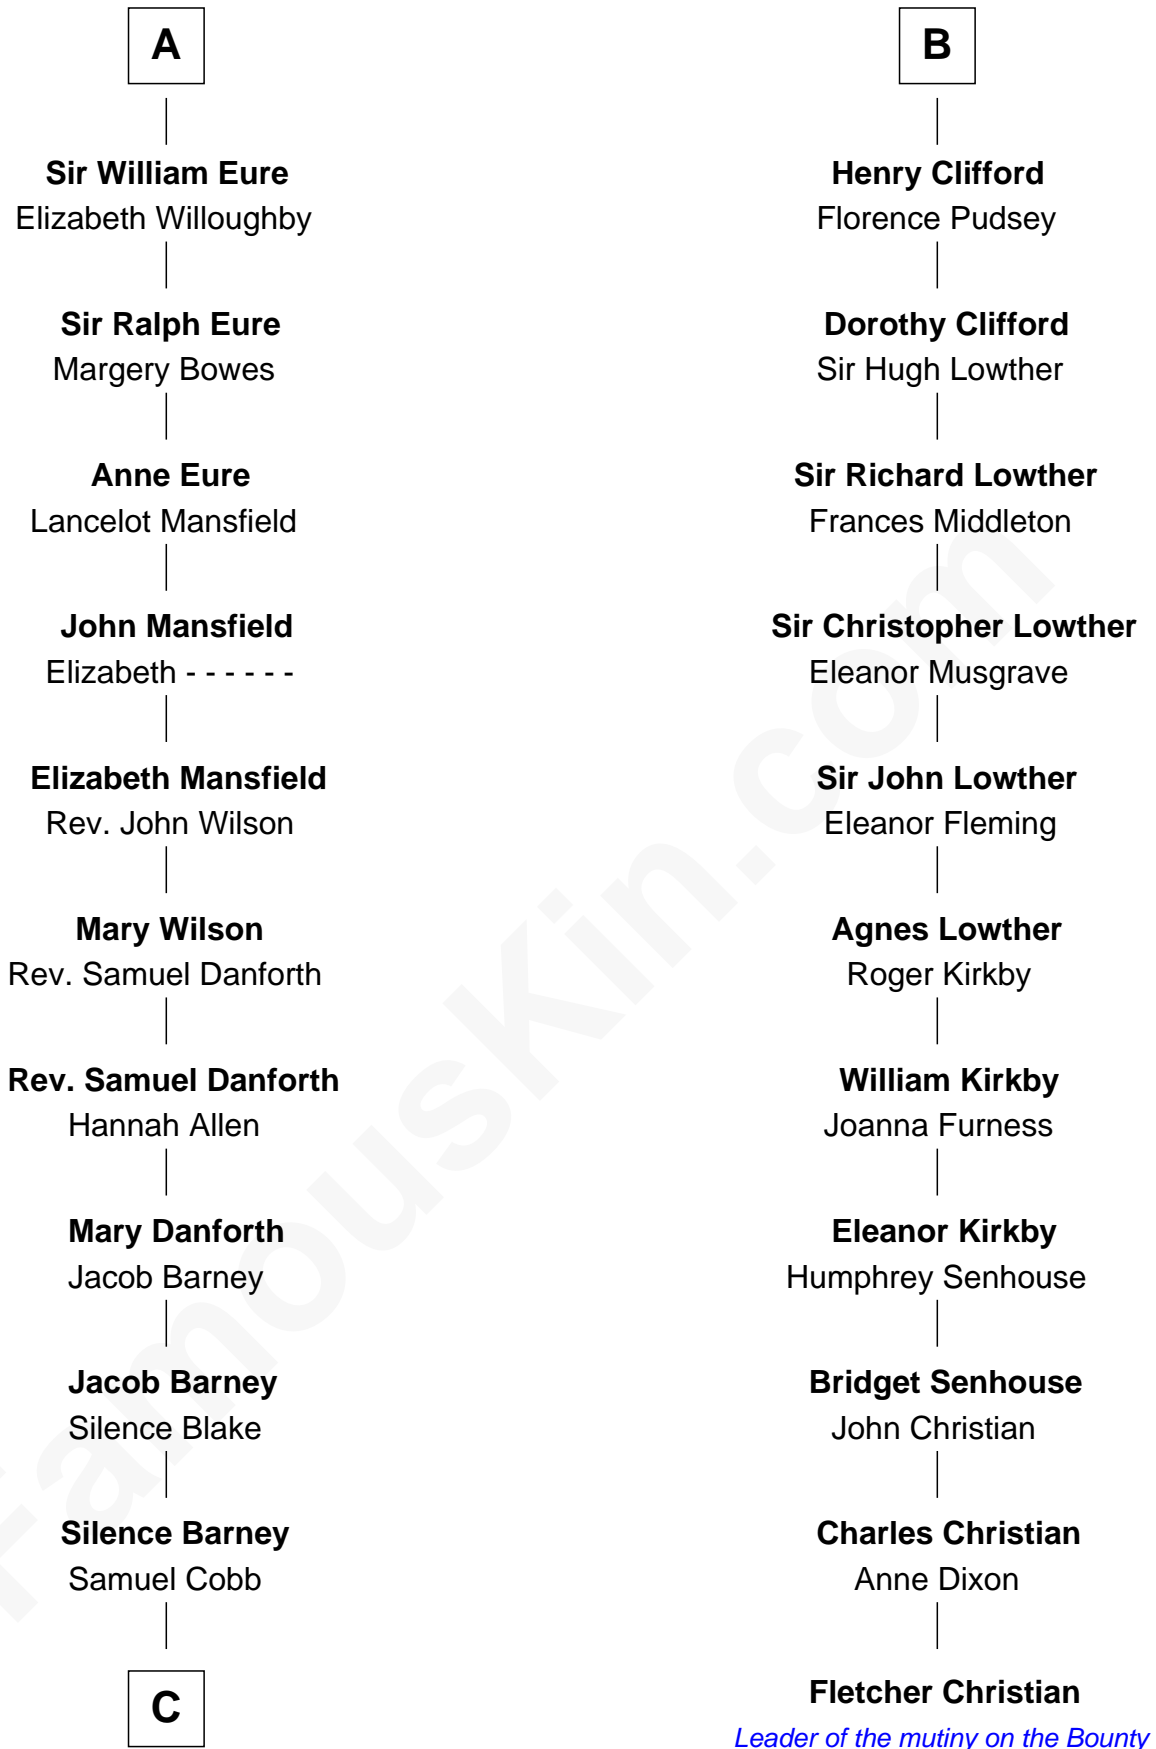 A
Sir William Eure
Elizabeth Willoughby
Sir Ralph Eure
Margery Bowes
Anne Eure
Lancelot Mansfield
John Mansfield
Elizabeth - - - - - -
Elizabeth Mansfield
Rev. John Wilson
Mary Wilson
Rev. Samuel Danforth
Rev. Samuel Danforth
Hannah Allen
Mary Danforth
Jacob Barney
Jacob Barney
Silence Blake
Silence Barney
Samuel Cobb
C
B
Henry Clifford
Florence Pudsey
Dorothy Clifford
Sir Hugh Lowther
Sir Richard Lowther
Frances Middleton
Sir Christopher Lowther
Eleanor Musgrave
Sir John Lowther
Eleanor Fleming
Agnes Lowther
Roger Kirkby
William Kirkby
Joanna Furness
Eleanor Kirkby
Humphrey Senhouse
Bridget Senhouse
John Christian
Charles Christian
Anne Dixon
Fletcher Christian
Leader of the mutiny on the Bounty
FamousKin.com